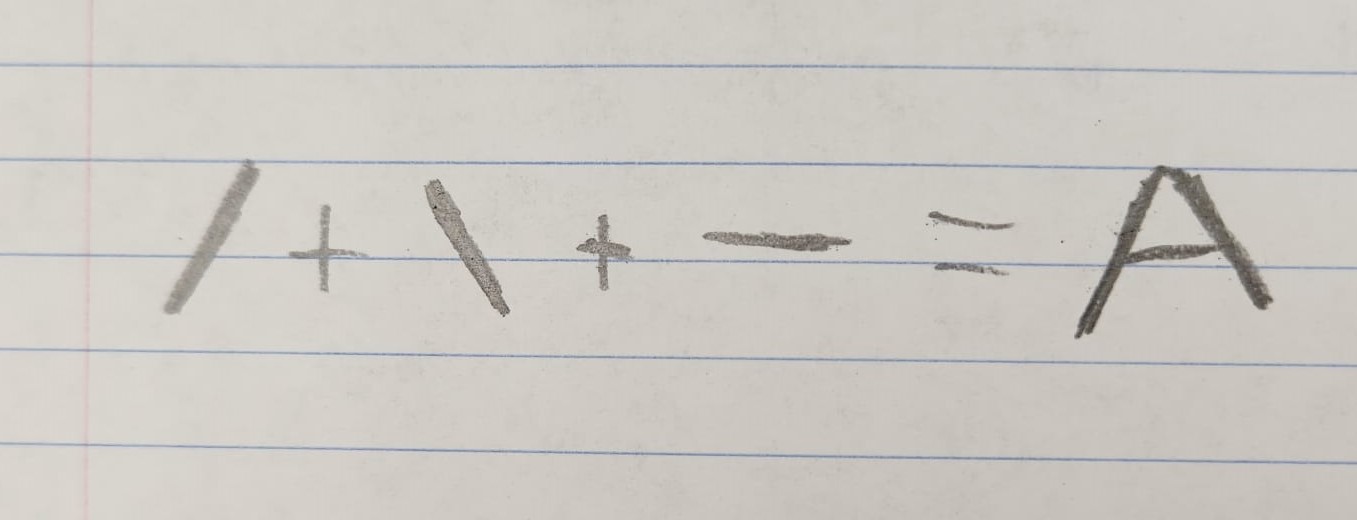 / + \ + — = A